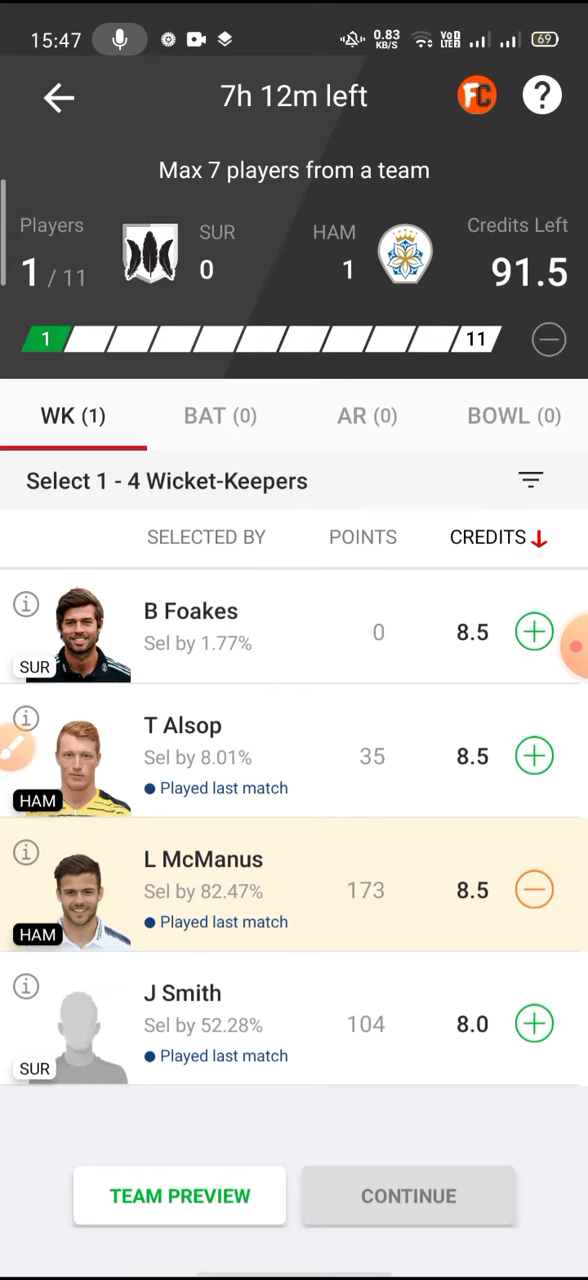 15:47 0.83 KB/S VoD LTE2 69
7h 12m left FC ?
Max 7 players from a team
Players SUR HAM Credits Left
1 / 11 0 1 91.5
1 11
WK (1) BAT (0) AR (0) BOWL (0)
Select 1 - 4 Wicket-Keepers
SELECTED BY POINTS CREDITS
B Foakes
Sel by 1.77% 0 8.5
SUR
T Alsop
Sel by 8.01% 35 8.5
Played last match
HAM
L McManus
Sel by 82.47% 173 8.5
Played last match
HAM
J Smith
Sel by 52.28% 104 8.0
Played last match
SUR
TEAM PREVIEW CONTINUE